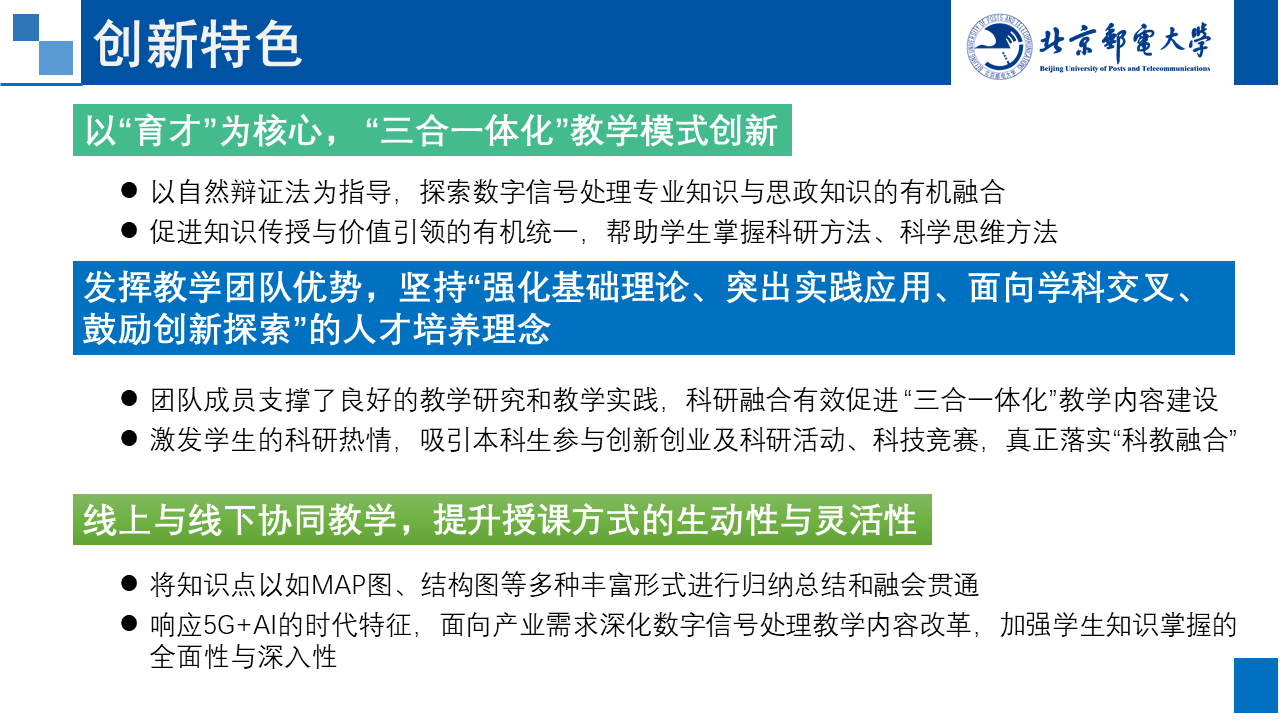 创新特色
北京邮電大学
Beijing University of Posts and Telecommunications
以“育才”为核心，“三合一体化”教学模式创新
● 以自然辩证法为指导，探索数字信号处理专业知识与思政知识的有机融合
● 促进知识传授与价值引领的有机统一，帮助学生掌握科研方法、科学思维方法
发挥教学团队优势，坚持“强化基础理论、突出实践应用、面向学科交叉、
鼓励创新探索”的人才培养理念
● 团队成员支撑了良好的教学研究和教学实践，科研融合有效促进 “三合一体化”教学内容建设
● 激发学生的科研热情，吸引本科生参与创新创业及科研活动、科技竞赛，真正落实“科教融合”
线上与线下协同教学，提升授课方式的生动性与灵活性
● 将知识点以如MAP图、结构图等多种丰富形式进行归纳总结和融会贯通
● 响应5G+AI的时代特征，面向产业需求深化数字信号处理教学内容改革，加强学生知识掌握的
全面性与深入性